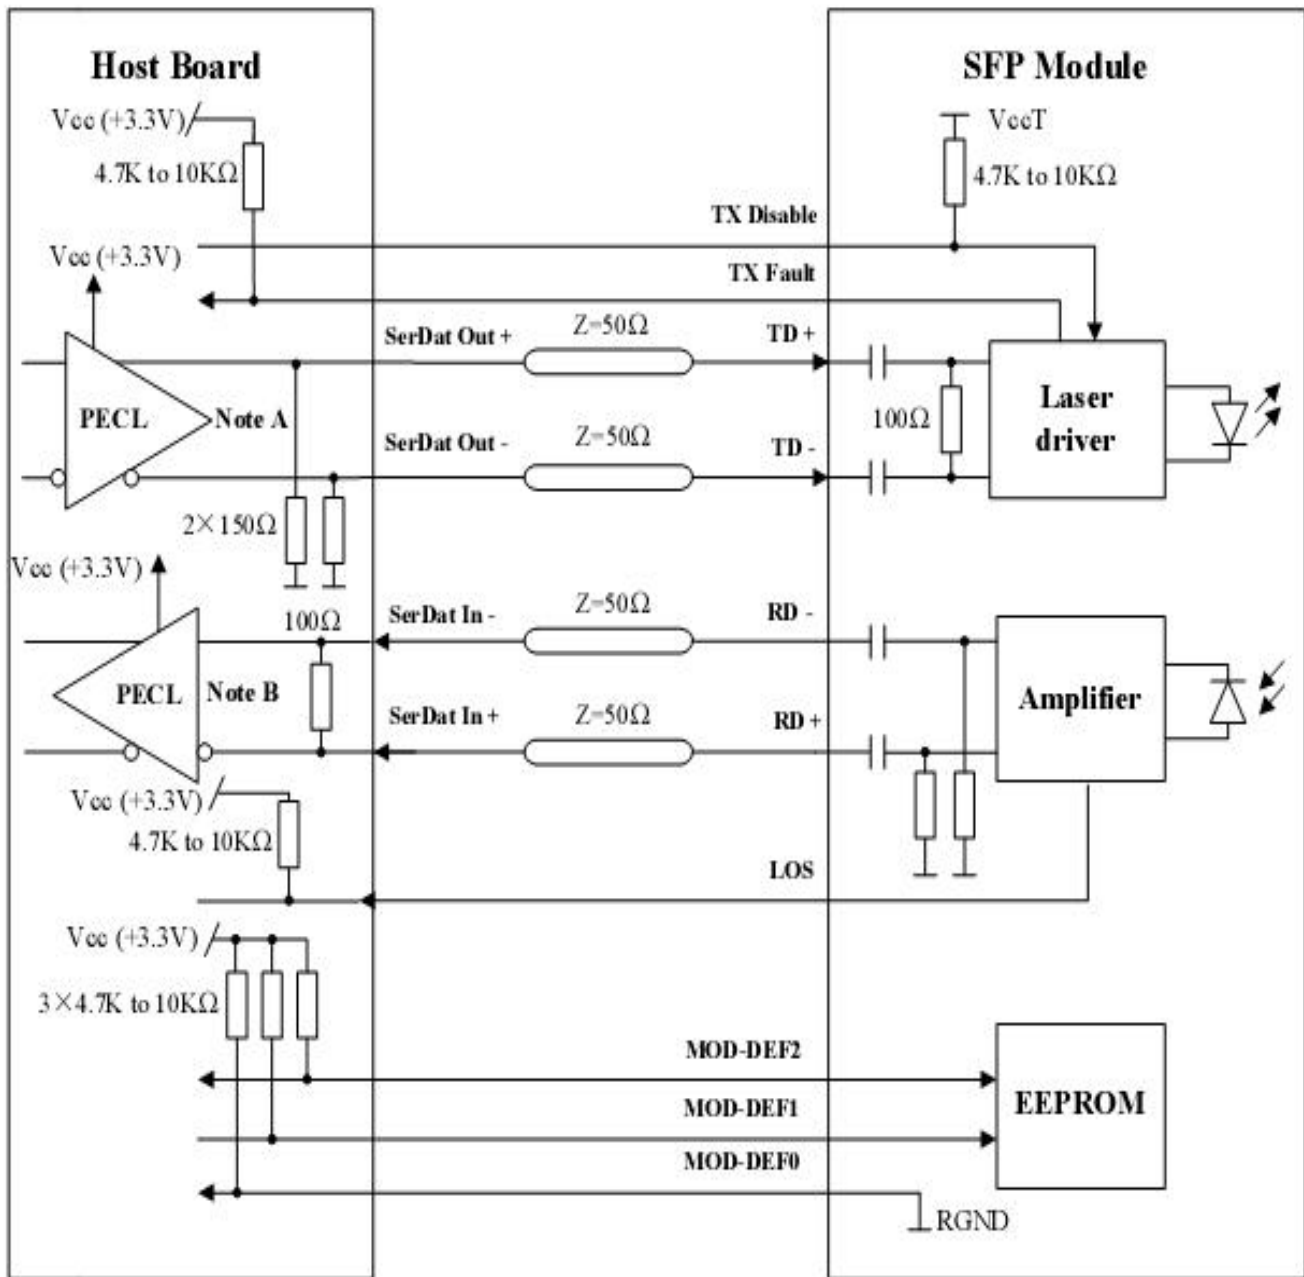 Host Board
SFP Module
Vcc (+3.3V)
VccT
4.7K to 10KΩ
4.7K to 10KΩ
TX Disable
Vcc (+3.3V)
TX Fault
SerDat Out +
Z=50Ω
TD +
PECL
Note A
Laser
driver
100Ω
SerDat Out -
Z=50Ω
TD -
2×150Ω
Vcc (+3.3V)
100Ω
SerDat In -
Z=50Ω
RD -
PECL
Note B
Amplifier
SerDat In +
Z=50Ω
RD +
Vcc (+3.3V)
4.7K to 10KΩ
LOS
Vcc (+3.3V)
3×4.7K to 10KΩ
MOD-DEF2
EEPROM
MOD-DEF1
MOD-DEF0
RGND